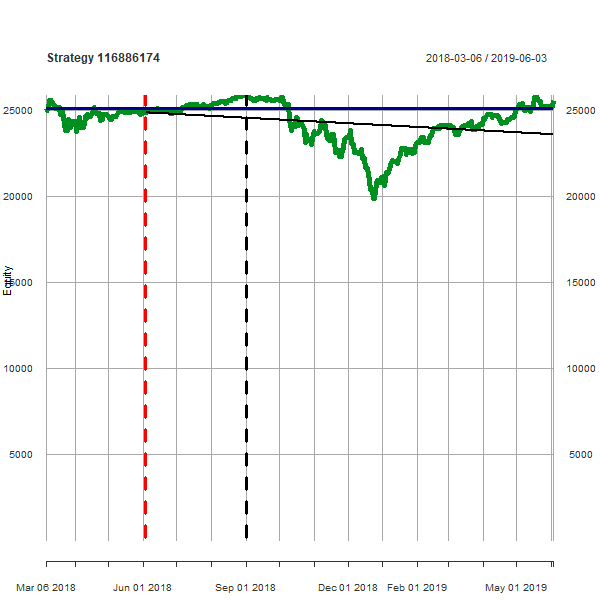 Strategy 116886174
2018-03-06 / 2019-06-03
25000
25000
20000
20000
Equity
15000
15000
10000
10000
5000
5000
Mar 06 2018
Jun 01 2018
Sep 01 2018
Dec 01 2018
Feb 01 2019
May 01 2019